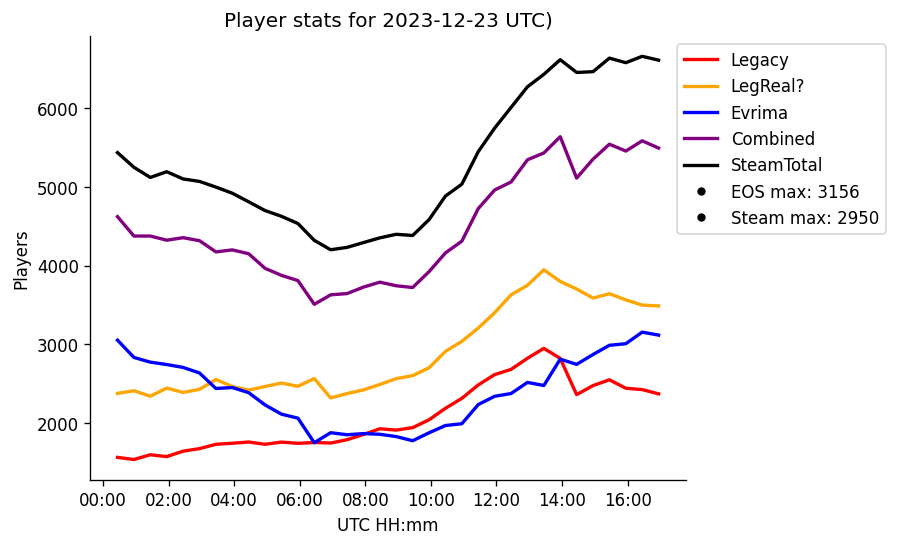 Player stats for 2023-12-23 UTC)
Legacy
LegReal?
Evrima
Combined
SteamTotal
EOS max: 3156
Steam max: 2950
Players
6000
5000
4000
3000
2000
00:00 02:00 04:00 06:00 08:00 10:00 12:00 14:00 16:00
UTC HH:mm